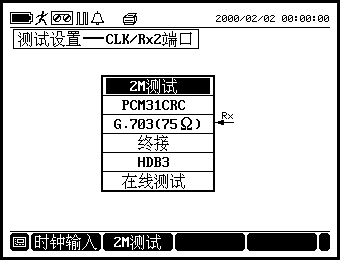 2000/02/02 00:00:00
测试设置——CLK/Rx2端口
2M测试
PCM31CRC
G.703(75Ω)
Rx
终接
HDB3
在线测试
时钟输入 2M测试